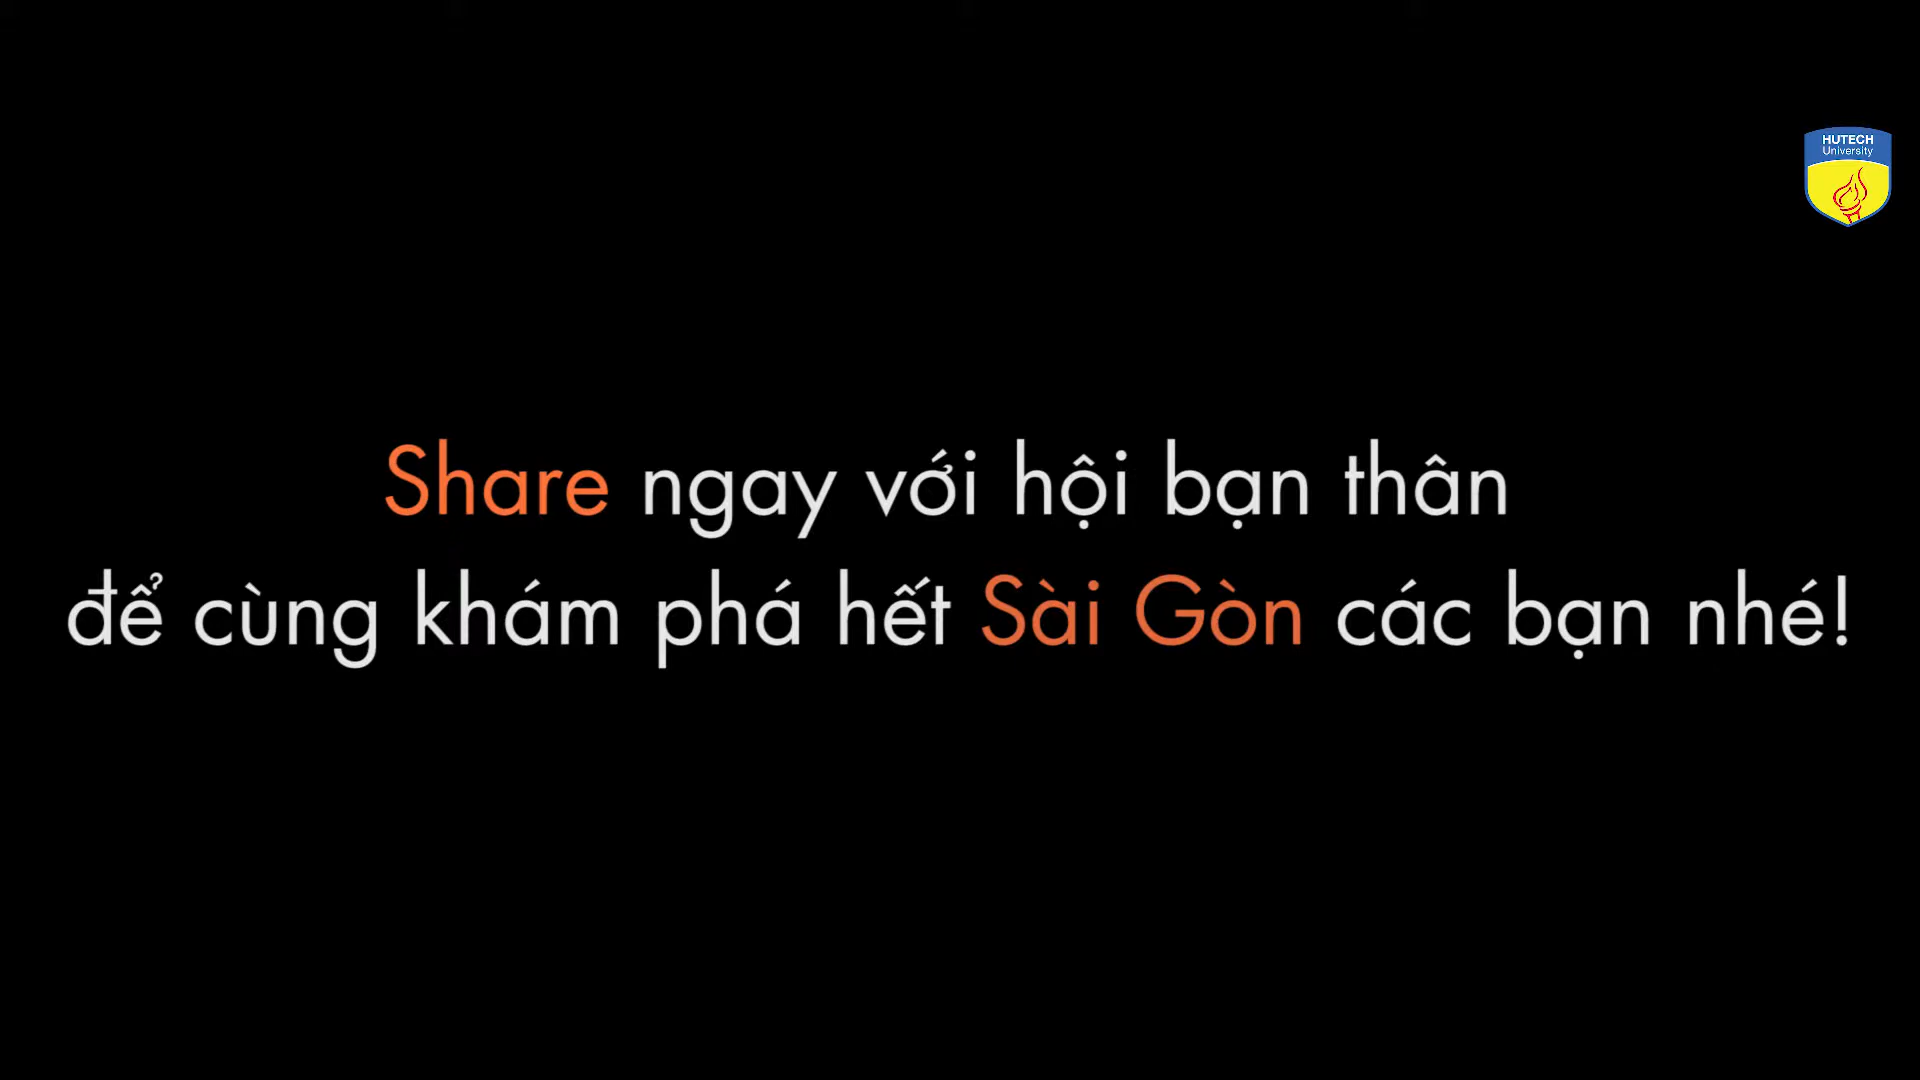 HUTECH
University
Share ngay với hội bạn thân
để cùng khám phá hết Sài Gòn các bạn nhé!